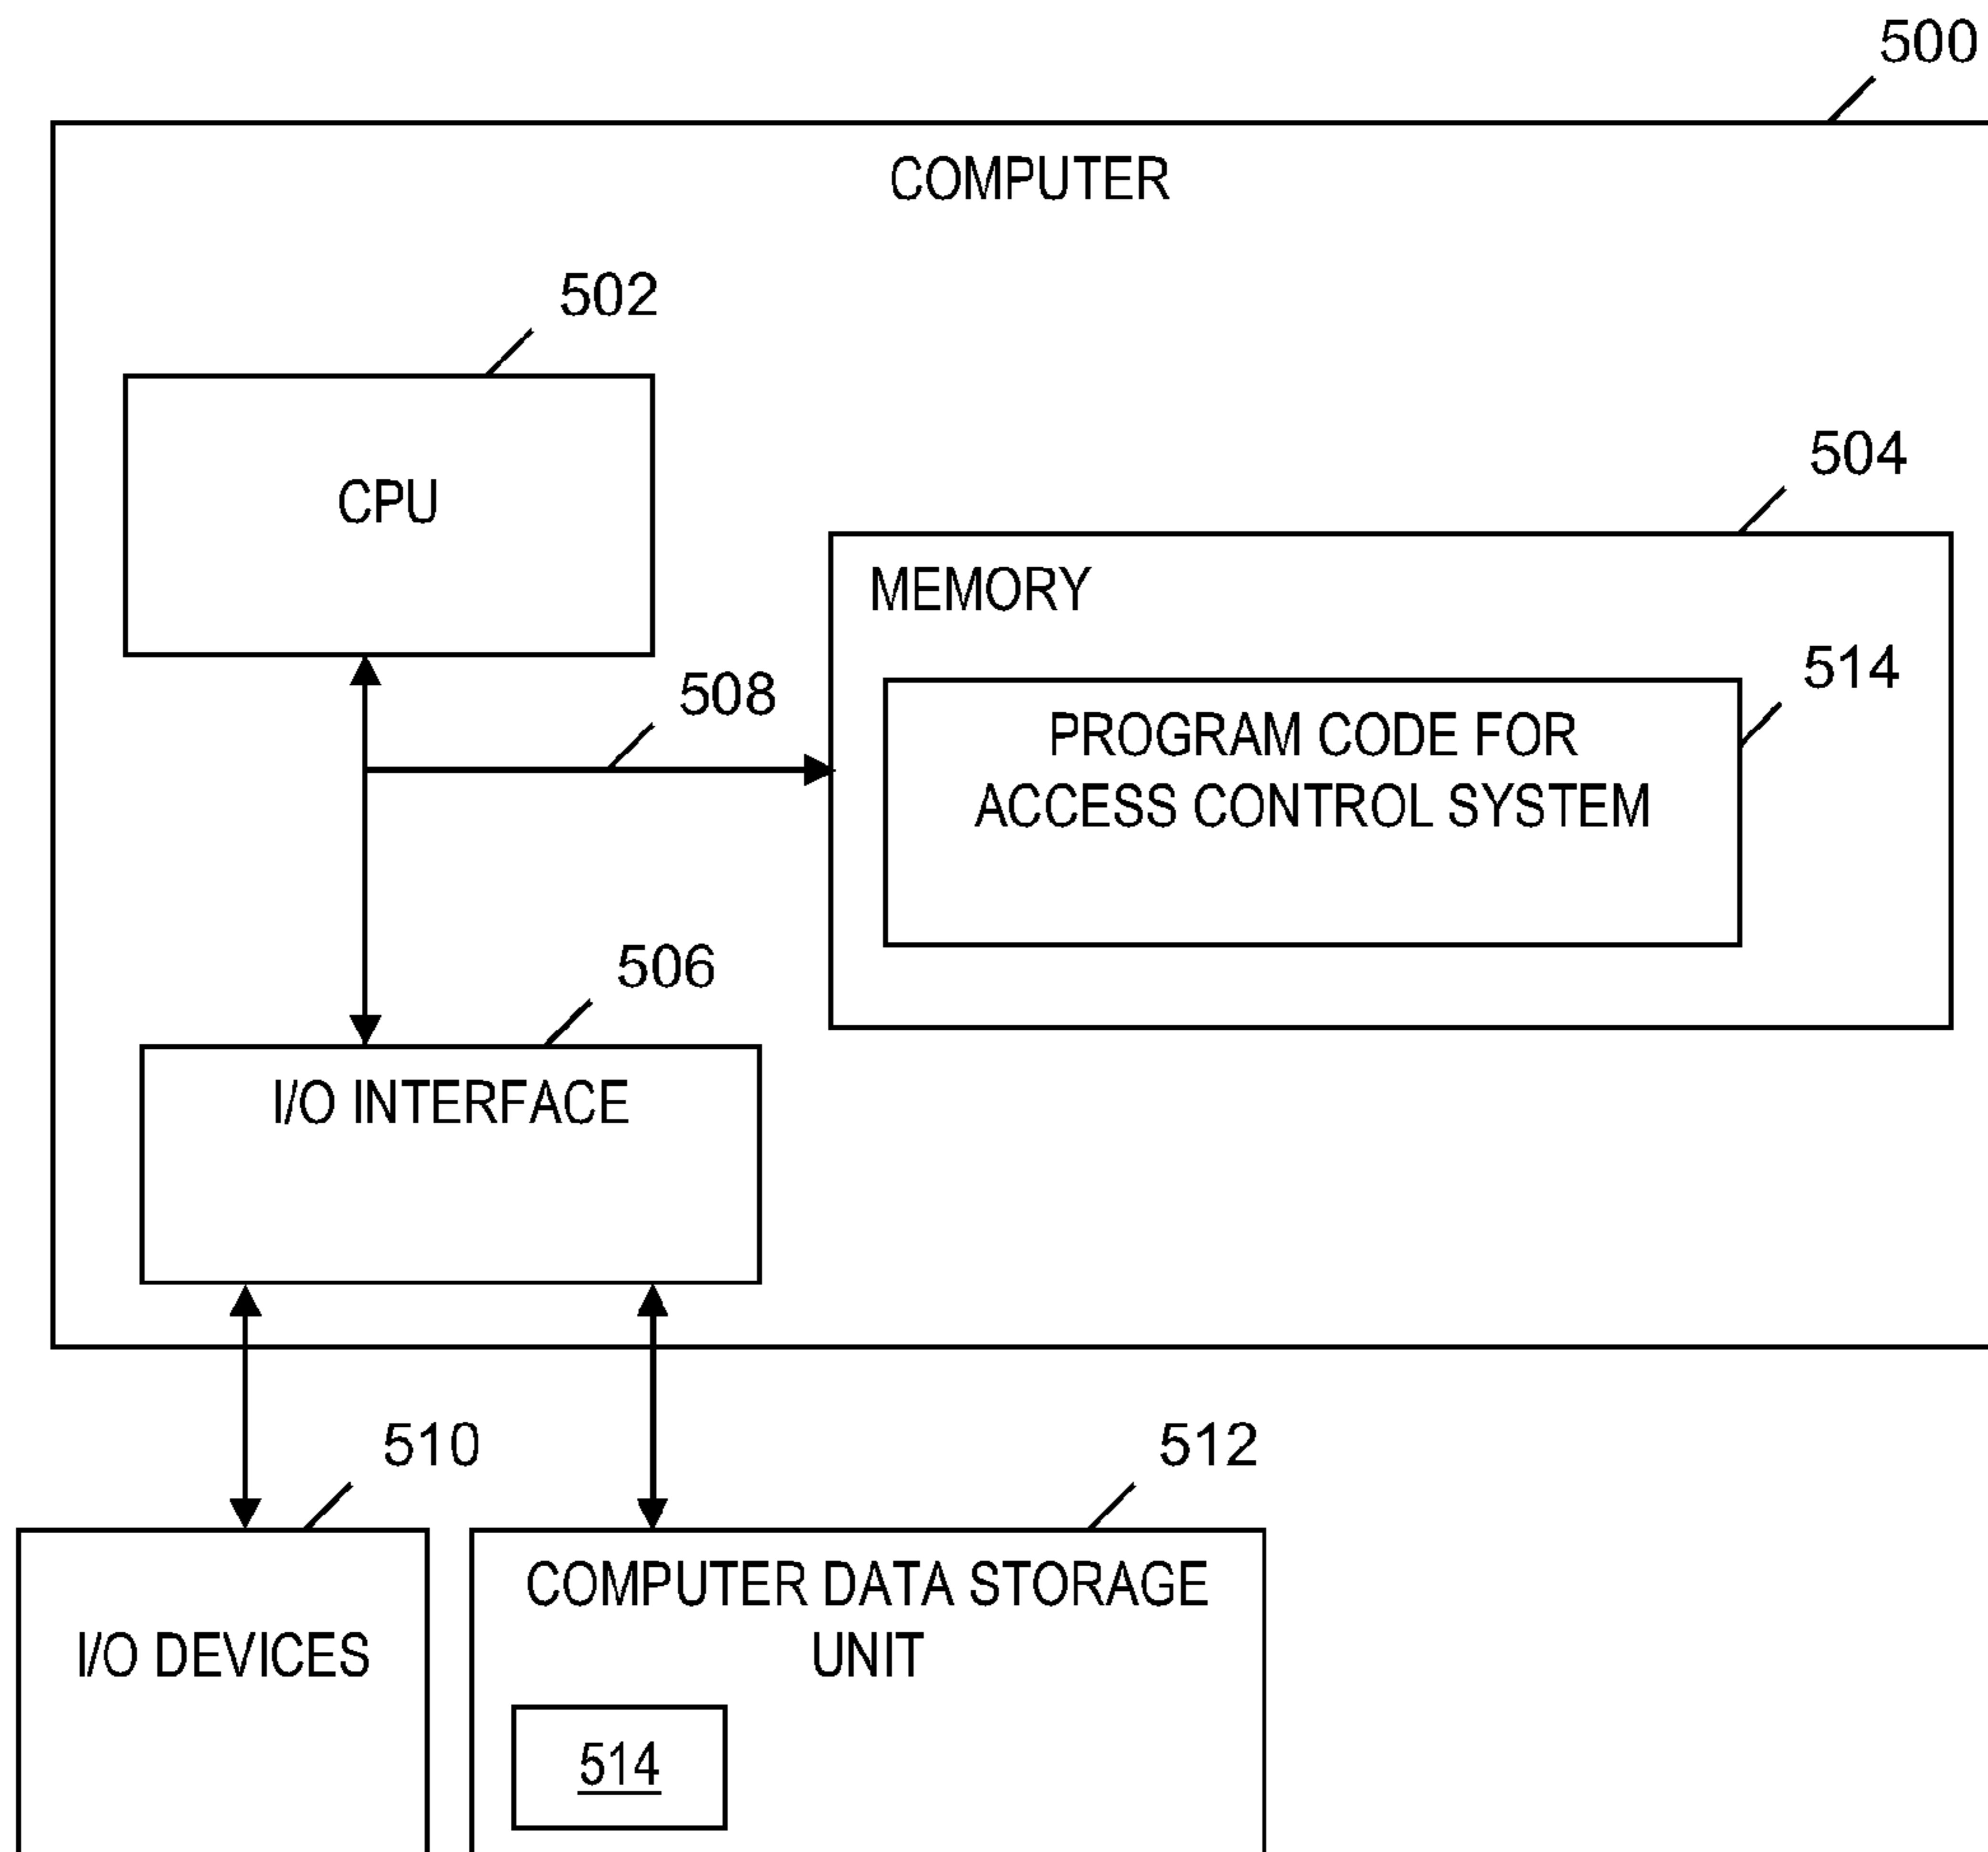 500
COMPUTER
502
CPU
504
MEMORY
514
508
PROGRAM CODE FOR
ACCESS CONTROL SYSTEM
506
I/O INTERFACE
510
512
I/O DEVICES
COMPUTER DATA STORAGE
UNIT
514